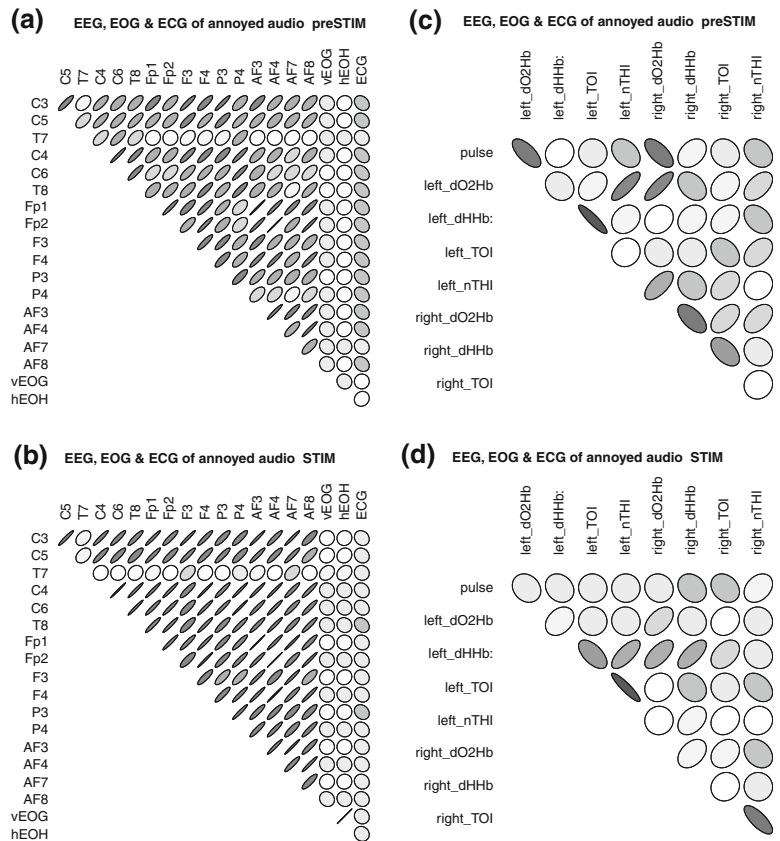 (a) EEG, EOG & ECG of annoyed audio preSTIM
C5 T7 C4 C6 T8 Fp1 Fp2 F3 F4 P3 P4 AF3 AF4 AF7 AF8 vEOG hEOH ECG
C3
C5
T7
C4
C6
T8
Fp1
Fp2
F3
F4
P3
P4
AF3
AF4
AF7
AF8
vEOG
hEOH
(c) EEG, EOG & ECG of annoyed audio preSTIM
left_dO2Hb left_dHHb: left_TOI left_nTHI right_dO2Hb right_dHHb right_TOI right_nTHI
pulse
left_dO2Hb
left_dHHb:
left_TOI
left_nTHI
right_dO2Hb
right_dHHb
right_TOI
(b) EEG, EOG & ECG of annoyed audio STIM
C5 T7 C4 C6 T8 Fp1 Fp2 F3 F4 P3 P4 AF3 AF4 AF7 AF8 vEOG hEOH ECG
C3
C5
T7
C4
C6
T8
Fp1
Fp2
F3
F4
P3
P4
AF3
AF4
AF7
AF8
vEOG
hEOH
(d) EEG, EOG & ECG of annoyed audio STIM
left_dO2Hb left_dHHb: left_TOI left_nTHI right_dO2Hb right_dHHb right_TOI right_nTHI
pulse
left_dO2Hb
left_dHHb:
left_TOI
left_nTHI
right_dO2Hb
right_dHHb
right_TOI